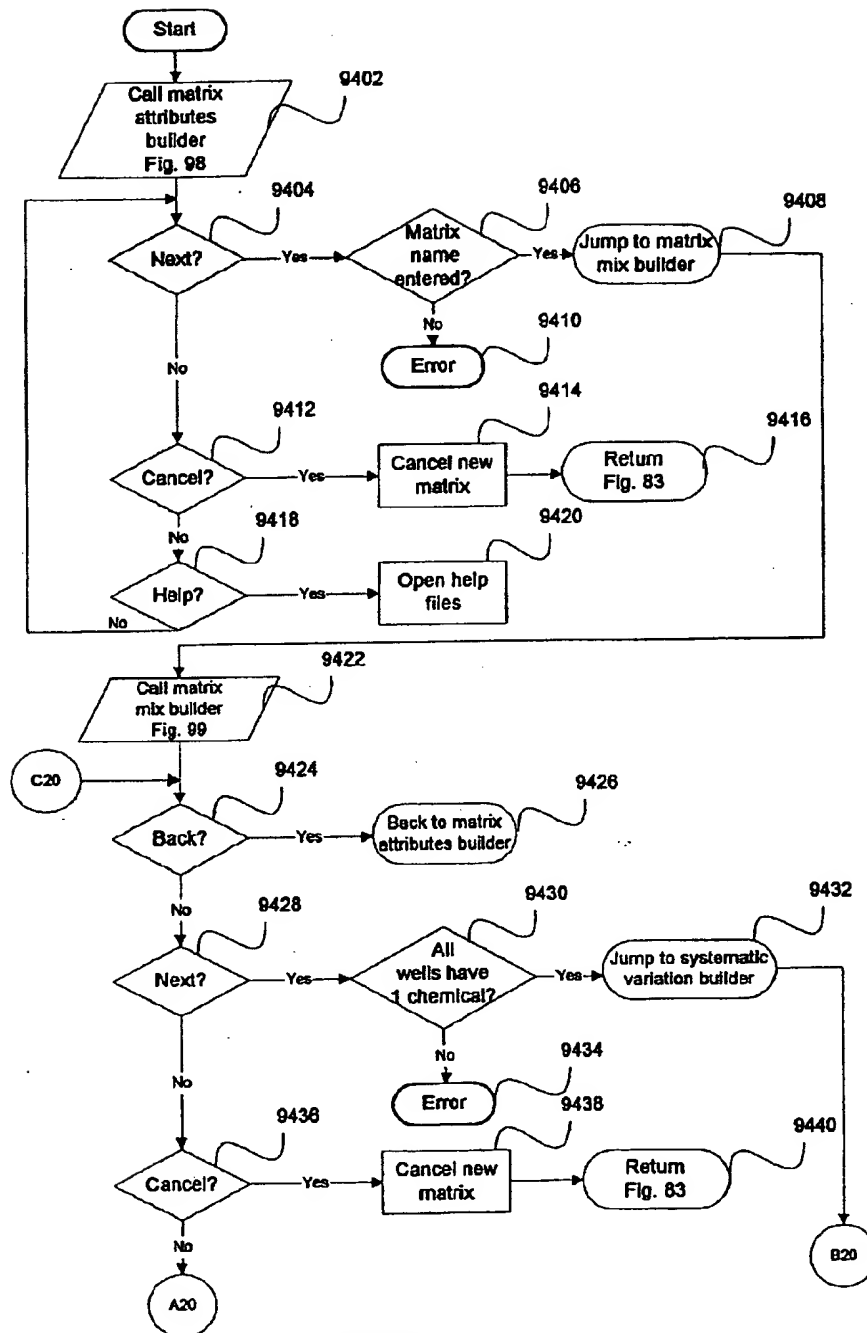 Start
Call matrix
attributes
builder
Fig. 98
9402
9404
Next?
Yes
9406
Matrix
name
entered?
Yes
9408
Jump to matrix
mix builder
No
9410
Error
No
9412
Cancel?
Yes
9414
Cancel new
matrix
9416
Return
Fig. 83
No
9418
Help?
Yes
9420
Open help
files
No
9422
Call matrix
mix builder
Fig. 99
C20
9424
Back?
Yes
9426
Back to matrix
attributes builder
No
9428
Next?
Yes
9430
All
wells have
1 chemical?
Yes
9432
Jump to systematic
variation builder
No
9434
Error
No
9436
Cancel?
Yes
9438
Cancel new
matrix
9440
Return
Fig. 83
No
A20
B20